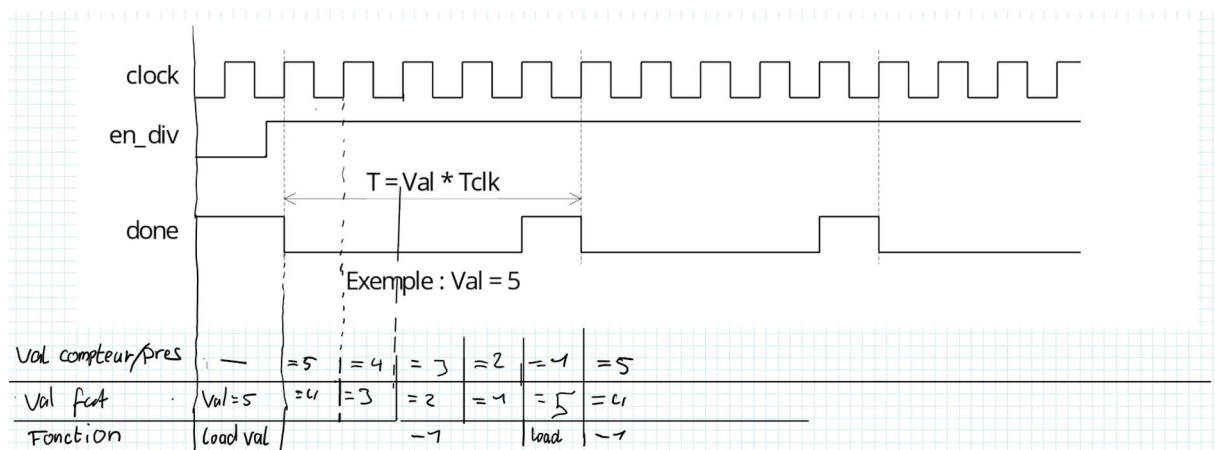 clock
en_div
T = Val * Tclk
done
Exemple : Val = 5
Val compteur/pres — =5 =4 =3 =2 =1 =5
Val fut Val=5 =4 =3 =2 =1 =5 =4
Fonction Load val -1 load -1